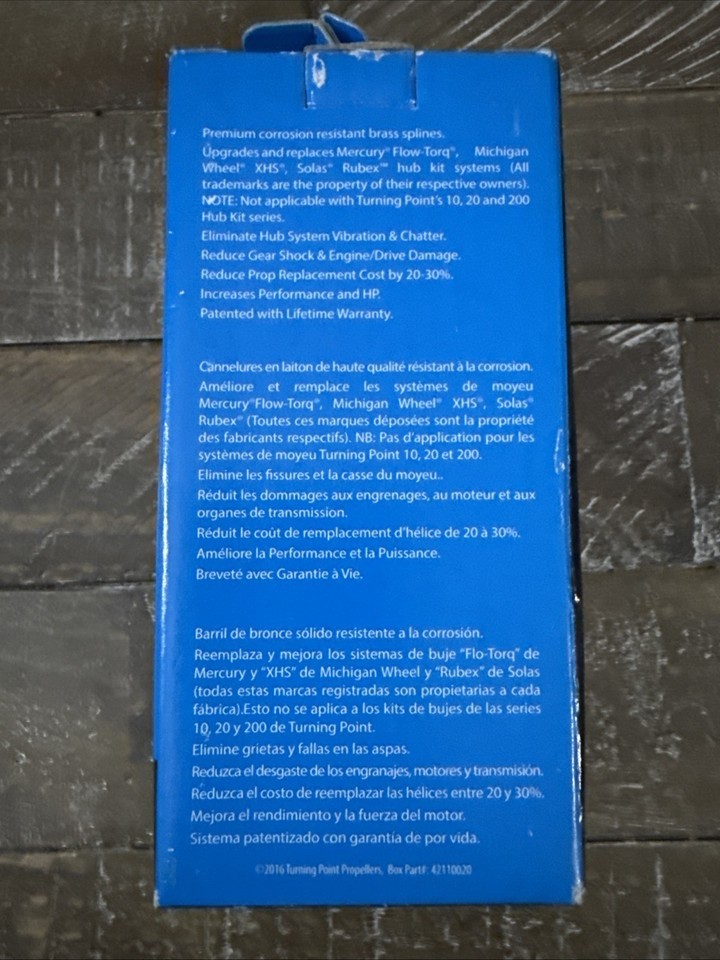 Premium corrosion resistant brass splines.
Upgrades and replaces Mercury® Flow-Torq®, Michigan
Wheel® XHS®, Solas® Rubex™ hub kit systems (All
trademarks are the property of their respective owners).
NOTE: Not applicable with Turning Point's 10, 20 and 200
Hub Kit series.
Eliminate Hub System Vibration & Chatter.
Reduce Gear Shock & Engine/Drive Damage.
Reduce Prop Replacement Cost by 20-30%.
Increases Performance and HP.
Patented with Lifetime Warranty.
Cannelures en laiton de haute qualité résistant à la corrosion.
Améliore et remplace les systèmes de moyeu
Mercury®Flow-Torq®, Michigan Wheel® XHS®, Solas®
Rubex® (Toutes ces marques déposées sont la propriété
des fabricants respectifs). NB: Pas d'application pour les
systèmes de moyeu Turning Point 10, 20 et 200.
Elimine les fissures et la casse du moyeu..
Réduit les dommages aux engrenages, au moteur et aux
organes de transmission.
Réduit le coût de remplacement d'hélice de 20 à 30%.
Améliore la Performance et la Puissance.
Breveté avec Garantie à Vie.
Barril de bronce sólido resistente a la corrosión.
Reemplaza y mejora los sistemas de buje "Flo-Torq" de
Mercury y "XHS" de Michigan Wheel y "Rubex" de Solas
(todas estas marcas registradas son propietarias a cada
fábrica).Esto no se aplica a los kits de bujes de las series
10, 20 y 200 de Turning Point.
Elimine grietas y fallas en las aspas.
Reduzca el desgaste de los engranajes, motores y transmisión.
Reduzca el costo de reemplazar las hélices entre 20 y 30%.
Mejora el rendimiento y la fuerza del motor.
Sistema patentizado con garantía de por vida.
©2016 Turning Point Propellers, Box Part#: 42110020